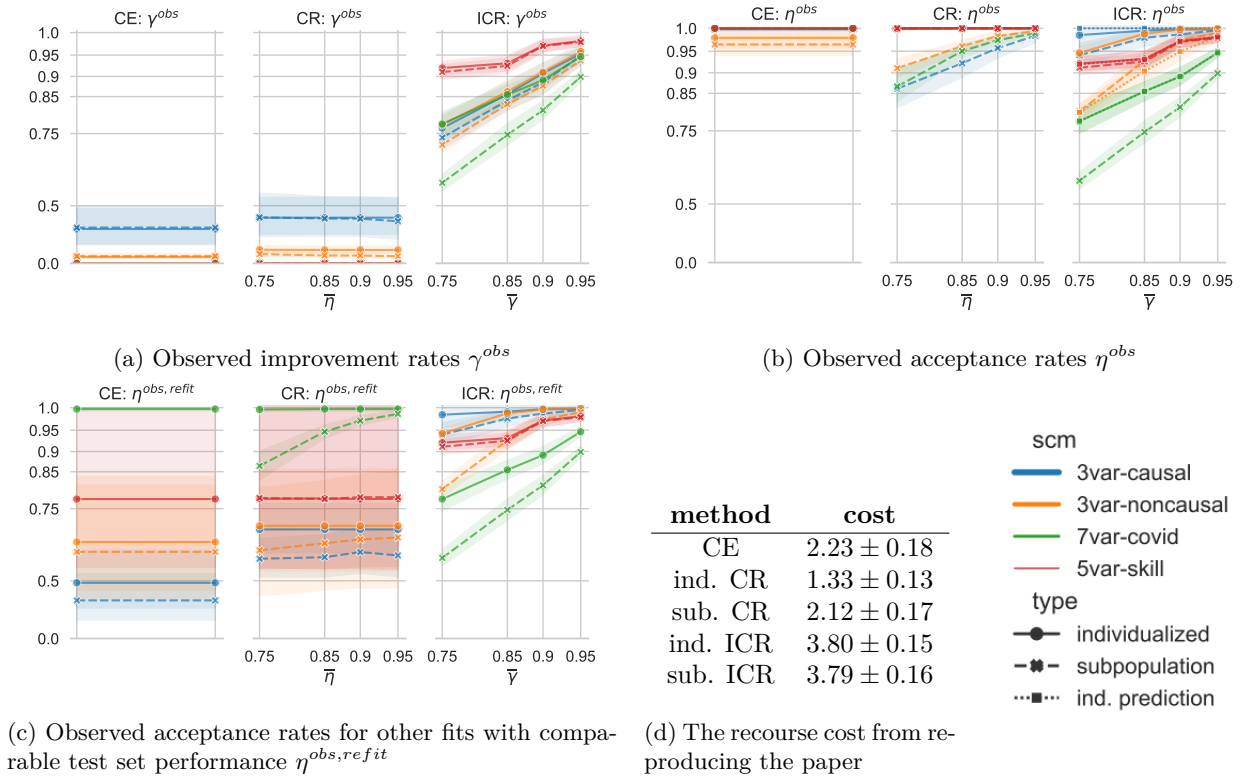 CE: γ^obs CR: γ^obs ICR: γ^obs
1.0
0.95
0.9
0.85
0.75
0.5
0.0
0.75 0.85 0.9 0.95 0.75 0.85 0.9 0.95
η̅ γ̅
(a) Observed improvement rates γ^obs
CE: η^obs CR: η^obs ICR: η^obs
1.0
0.95
0.9
0.85
0.75
0.5
0.0
0.75 0.85 0.9 0.95 0.75 0.85 0.9 0.95
η̅ γ̅
(b) Observed acceptance rates η^obs
CE: η^obs,refit CR: η^obs,refit ICR: η^obs,refit
1.0
0.95
0.9
0.85
0.75
0.5
0.0
0.75 0.85 0.9 0.95 0.75 0.85 0.9 0.95
η̅ γ̅
(c) Observed acceptance rates for other fits with compa-
rable test set performance η^obs,refit
method cost
CE 2.23 ± 0.18
ind. CR 1.33 ± 0.13
sub. CR 2.12 ± 0.17
ind. ICR 3.80 ± 0.15
sub. ICR 3.79 ± 0.16
(d) The recourse cost from re-
producing the paper
scm
3var-causal
3var-noncausal
7var-covid
5var-skill
type
individualized
subpopulation
ind. prediction